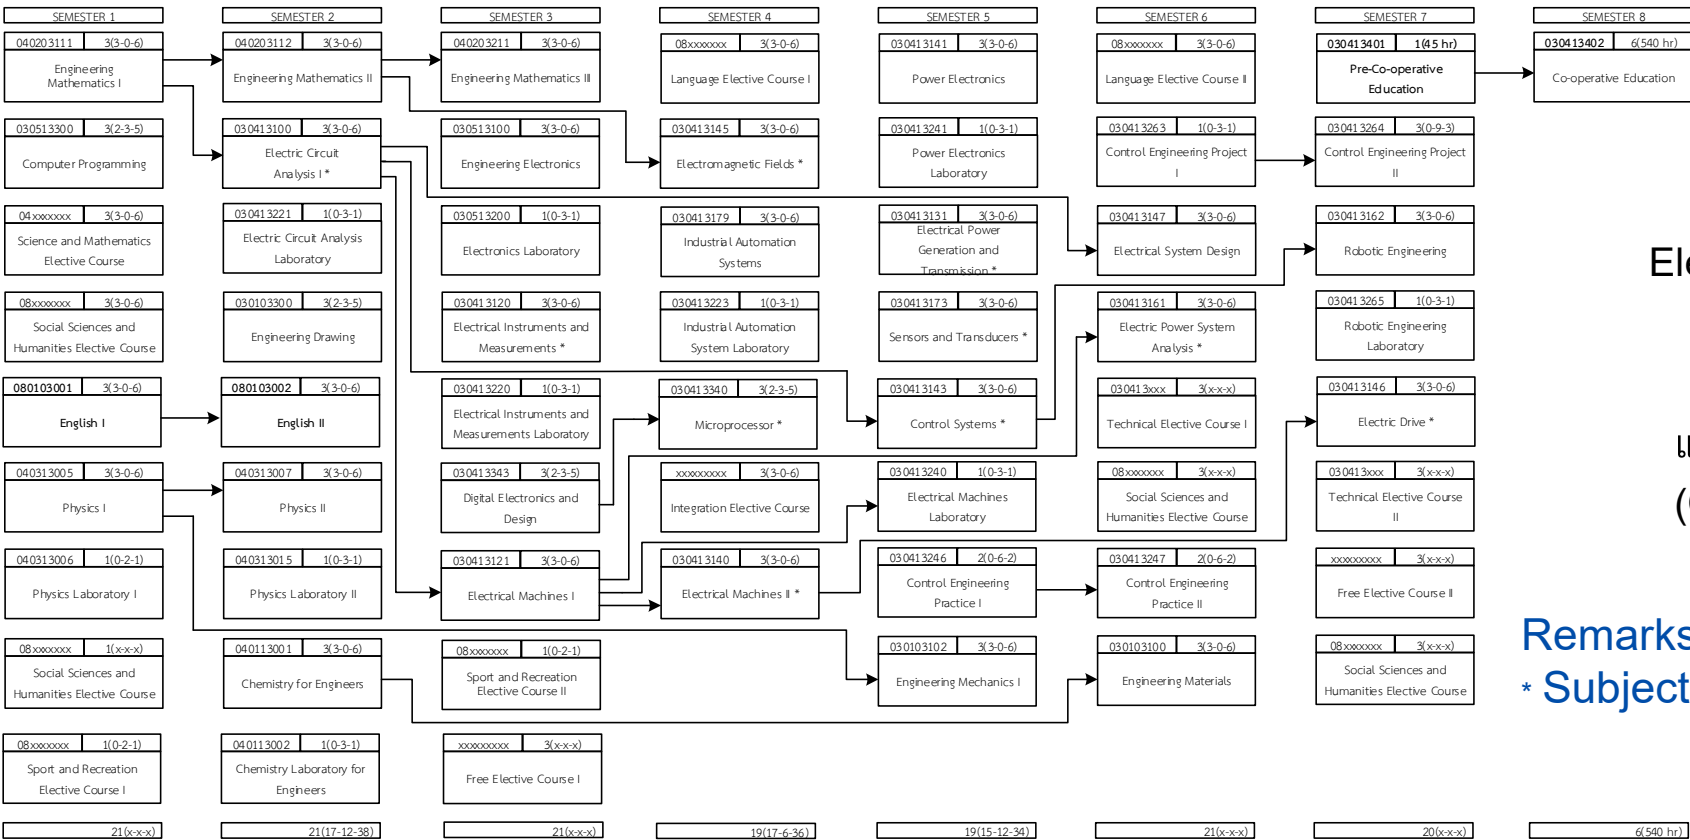 SEMESTER 1
040203111 3(3-0-6)
Engineering
Mathematics I
030513300 3(2-3-5)
Computer Programming
04xxxxxxx 3(3-0-6)
Science and Mathematics
Elective Course
08xxxxxxx 3(3-0-6)
Social Sciences and
Humanities Elective Course
080103001 3(3-0-6)
English I
040313005 3(3-0-6)
Physics I
040313006 1(0-2-1)
Physics Laboratory I
08xxxxxxx 1(x-x-x)
Social Sciences and
Humanities Elective Course
08xxxxxxx 1(0-2-1)
Sport and Recreation
Elective Course I
21(x-x-x)
SEMESTER 2
040203112 3(3-0-6)
Engineering Mathematics II
030413100 3(3-0-6)
Electric Circuit
Analysis I *
030413221 1(0-3-1)
Electric Circuit Analysis
Laboratory
030103300 3(2-3-5)
Engineering Drawing
080103002 3(3-0-6)
English II
040313007 3(3-0-6)
Physics II
040313015 1(0-3-1)
Physics Laboratory II
040113001 3(3-0-6)
Chemistry for Engineers
040113002 1(0-3-1)
Chemistry Laboratory for
Engineers
21(17-12-38)
SEMESTER 3
040203211 3(3-0-6)
Engineering Mathematics III
030513100 3(3-0-6)
Engineering Electronics
030513200 1(0-3-1)
Electronics Laboratory
030413120 3(3-0-6)
Electrical Instruments and
Measurements *
030413220 1(0-3-1)
Electrical Instruments and
Measurements Laboratory
030413343 3(2-3-5)
Digital Electronics and
Design
030413121 3(3-0-6)
Electrical Machines I
08xxxxxxx 1(0-2-1)
Sport and Recreation
Elective Course II
xxxxxxxxx 3(x-x-x)
Free Elective Course I
21(x-x-x)
SEMESTER 4
08xxxxxxx 3(3-0-6)
Language Elective Course I
030413145 3(3-0-6)
Electromagnetic Fields *
030413179 3(3-0-6)
Industrial Automation
Systems
030413223 1(0-3-1)
Industrial Automation
System Laboratory
030413340 3(2-3-5)
Microprocessor *
xxxxxxxxx 3(3-0-6)
Integration Elective Course
030413140 3(3-0-6)
Electrical Machines II *
19(17-6-36)
SEMESTER 5
030413141 3(3-0-6)
Power Electronics
030413241 1(0-3-1)
Power Electronics
Laboratory
030413131 3(3-0-6)
Electrical Power
Generation and
Transmission *
030413173 3(3-0-6)
Sensors and Transducers *
030413143 3(3-0-6)
Control Systems *
030413240 1(0-3-1)
Electrical Machines
Laboratory
030413246 2(0-6-2)
Control Engineering
Practice I
030103102 3(3-0-6)
Engineering Mechanics I
19(15-12-34)
SEMESTER 6
08xxxxxxx 3(3-0-6)
Language Elective Course II
030413263 1(0-3-1)
Control Engineering Project
I
030413147 3(3-0-6)
Electrical System Design
030413161 3(3-0-6)
Electric Power System
Analysis *
030413xxx 3(x-x-x)
Technical Elective Course I
08xxxxxxx 3(x-x-x)
Social Sciences and
Humanities Elective Course
030413247 2(0-6-2)
Control Engineering
Practice II
030103100 3(3-0-6)
Engineering Materials
21(x-x-x)
SEMESTER 7
030413401 1(45 hr)
Pre-Co-operative
Education
030413264 3(0-9-3)
Control Engineering Project
II
030413162 3(3-0-6)
Robotic Engineering
030413265 1(0-3-1)
Robotic Engineering
Laboratory
030413146 3(3-0-6)
Electric Drive *
030413xxx 3(x-x-x)
Technical Elective Course
II
xxxxxxxxx 3(x-x-x)
Free Elective Course II
08xxxxxxx 3(x-x-x)
Social Sciences and
Humanities Elective Course
20(x-x-x)
SEMESTER 8
030413402 6(540 hr)
Co-operative Education
6(540 hr)
Remarks
* Subject